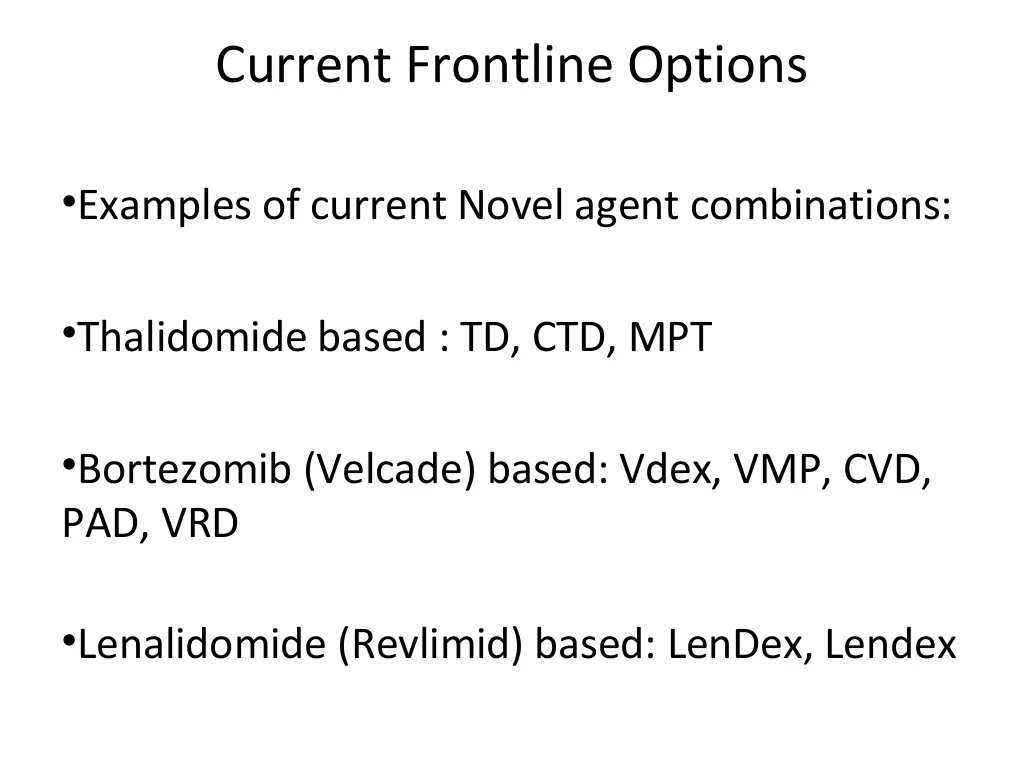 Current Frontline Options
•Examples of current Novel agent combinations:
•Thalidomide based : TD, CTD, MPT
•Bortezomib (Velcade) based: Vdex, VMP, CVD,
PAD, VRD
•Lenalidomide (Revlimid) based: LenDex, Lendex